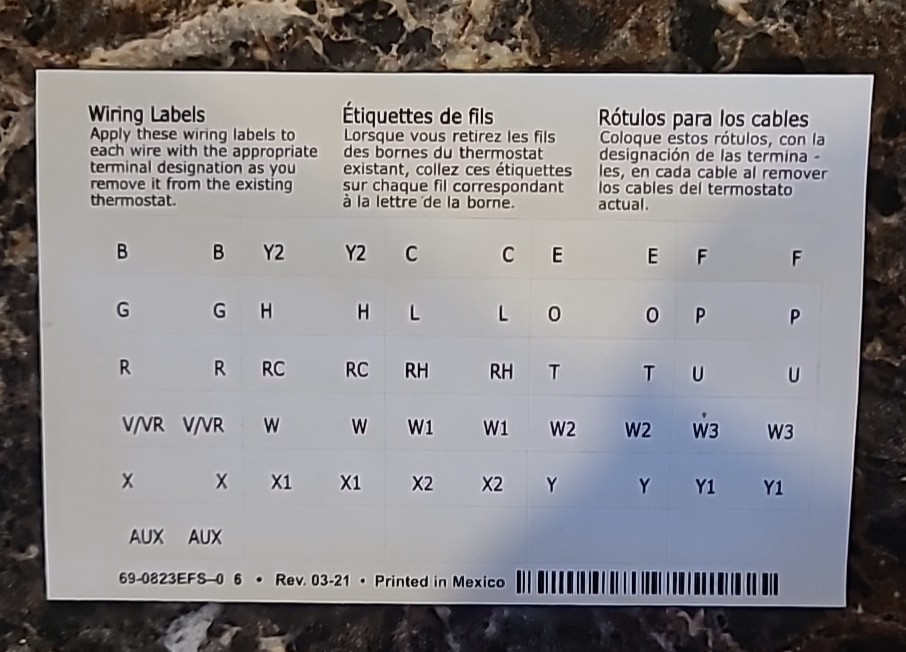 Wiring Labels
Apply these wiring labels to
each wire with the appropriate
terminal designation as you
remove it from the existing
thermostat.
Étiquettes de fils
Lorsque vous retirez les fils
des bornes du thermostat
existant, collez ces étiquettes
sur chaque fil correspondant
à la lettre de la borne.
Rótulos para los cables
Coloque estos rótulos, con la
designación de las termina -
les, en cada cable al remover
los cables del termostato
actual.
B B Y2 Y2 C C E E F F
G G H H L L O O P P
R R RC RC RH RH T T U U
V/VR V/VR W W W1 W1 W2 W2 W3 W3
X X X1 X1 X2 X2 Y Y Y1 Y1
AUX AUX
69-0823EFS—0 6 • Rev. 03-21 • Printed in Mexico